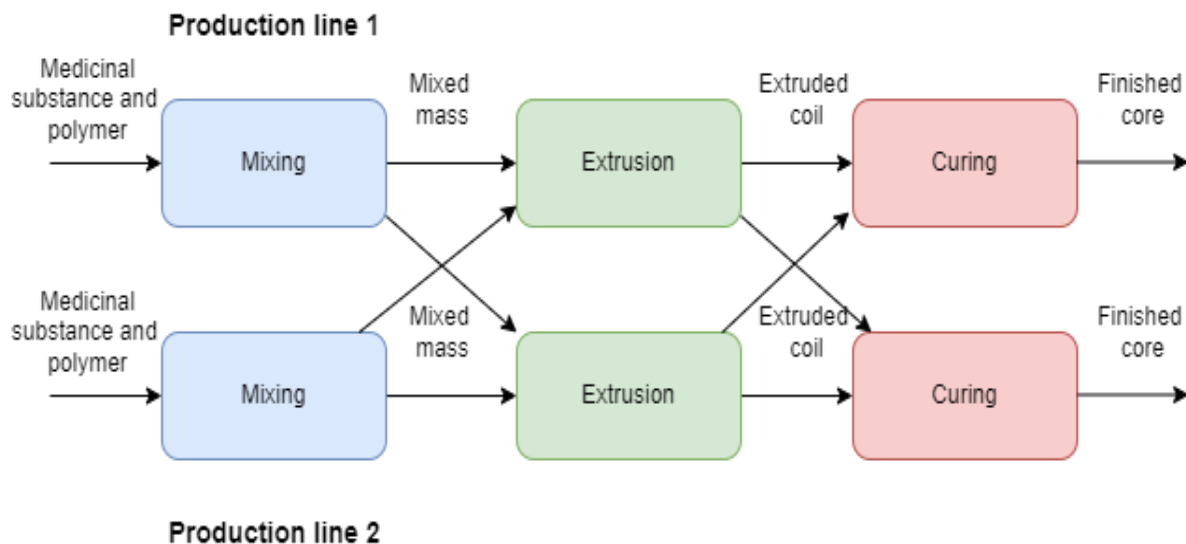 Production line 1
Medicinal
substance and
polymer
Mixing
Mixed
mass
Extrusion
Extruded
coil
Curing
Finished
core
Medicinal
substance and
polymer
Mixing
Mixed
mass
Extrusion
Extruded
coil
Curing
Finished
core
Production line 2